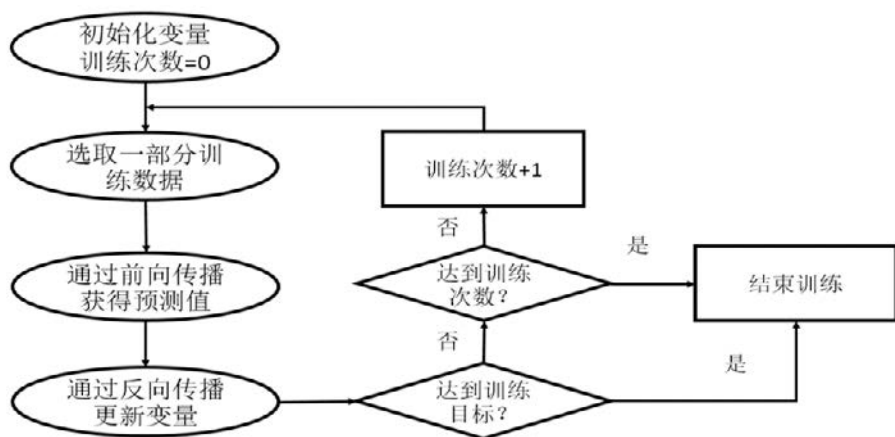 初始化变量
训练次数=0
选取一部分训
练数据
通过前向传播
获得预测值
通过反向传播
更新变量
达到训练
目标?
否
是
达到训练
次数?
否
是
训练次数+1
结束训练